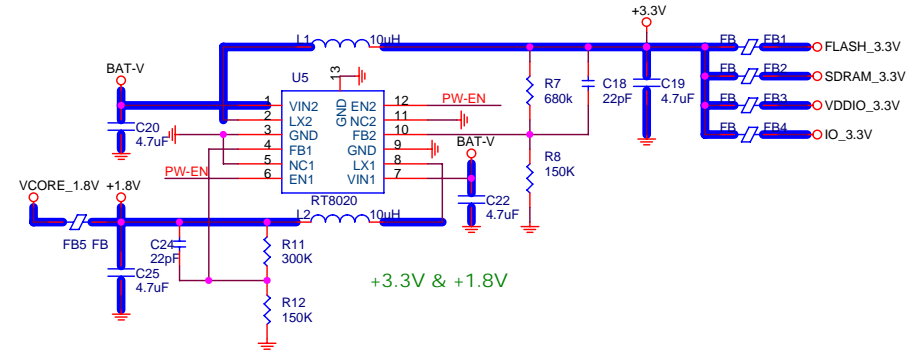 +3.3V
L1 10uH
FB FB1 FLASH_3.3V
FB FB2 SDRAM_3.3V
FB FB3 VDDIO_3.3V
FB FB4 IO_3.3V
BAT-V
C20
4.7uF
U5
13
GND
1 VIN2
2 LX2
3 GND
4 FB1
5 NC1
6 EN1
EN2 12
NC2 11
FB2 10
GND 9
LX1 8
VIN1 7
RT8020
PW-EN
PW-EN
R7
680k
C18
22pF
C19
4.7uF
R8
150K
BAT-V
C22
4.7uF
VCORE_1.8V
+1.8V
FB5 FB
L2 10uH
C24
22pF
R11
300K
C25
4.7uF
R12
150K
+3.3V & +1.8V